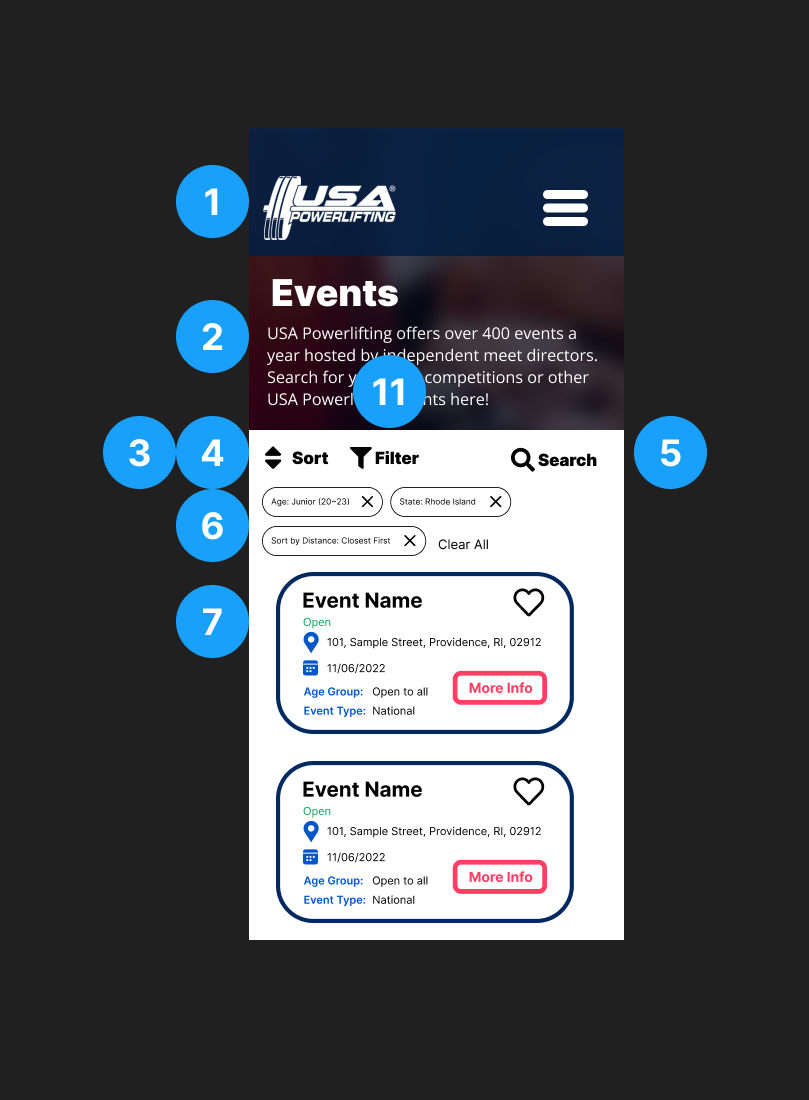 1
USA®
POWERLIFTING
Events
2
USA Powerlifting offers over 400 events a
year hosted by independent meet directors.
Search for y 11 competitions or other
USA Powerl nts here!
3
4
Sort
Filter
Search
5
6
Age: Junior (20~23)
State: Rhode Island
Sort by Distance: Closest First
Clear All
7
Event Name
Open
101, Sample Street, Providence, RI, 02912
11/06/2022
Age Group: Open to all
More Info
Event Type: National
Event Name
Open
101, Sample Street, Providence, RI, 02912
11/06/2022
Age Group: Open to all
More Info
Event Type: National